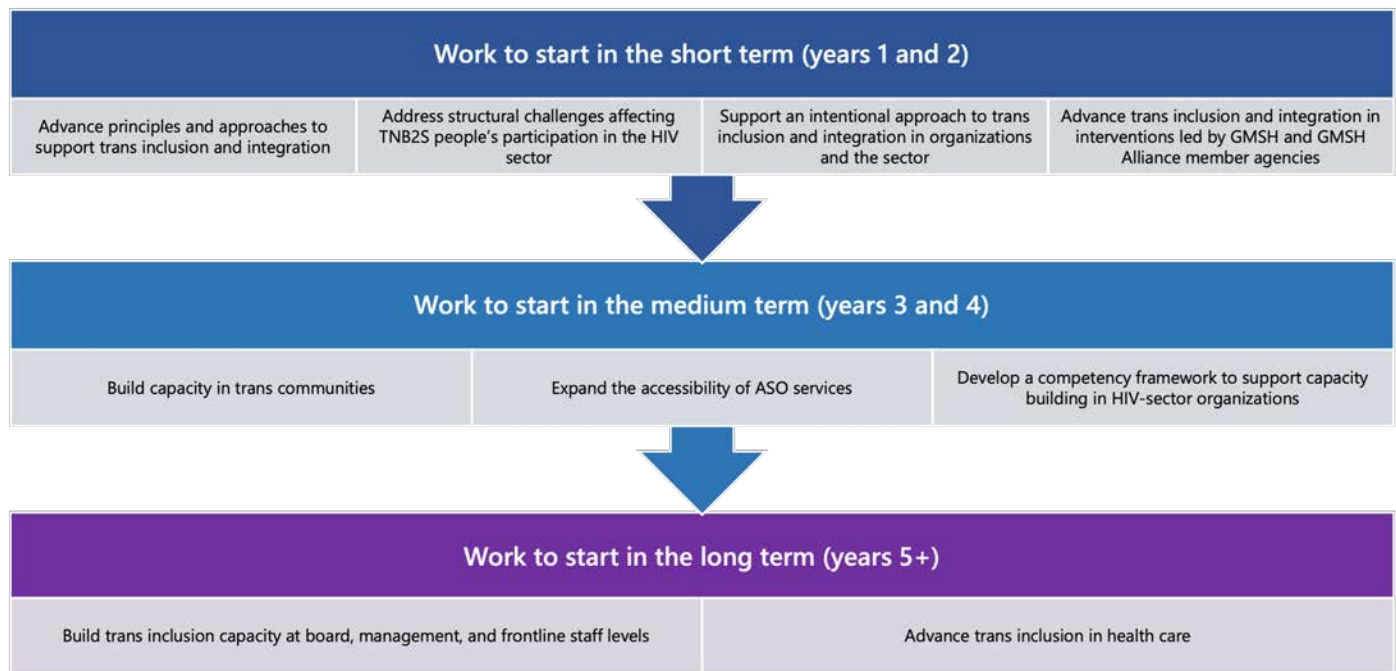 Work to start in the short term (years 1 and 2)
Advance principles and approaches to
support trans inclusion and integration
Address structural challenges affecting
TNB2S people’s participation in the HIV
sector
Support an intentional approach to trans
inclusion and integration in organizations
and the sector
Advance trans inclusion and integration in
interventions led by GMSH and GMSH
Alliance member agencies
Work to start in the medium term (years 3 and 4)
Build capacity in trans communities
Expand the accessibility of ASO services
Develop a competency framework to support capacity
building in HIV-sector organizations
Work to start in the long term (years 5+)
Build trans inclusion capacity at board, management, and frontline staff levels
Advance trans inclusion in health care